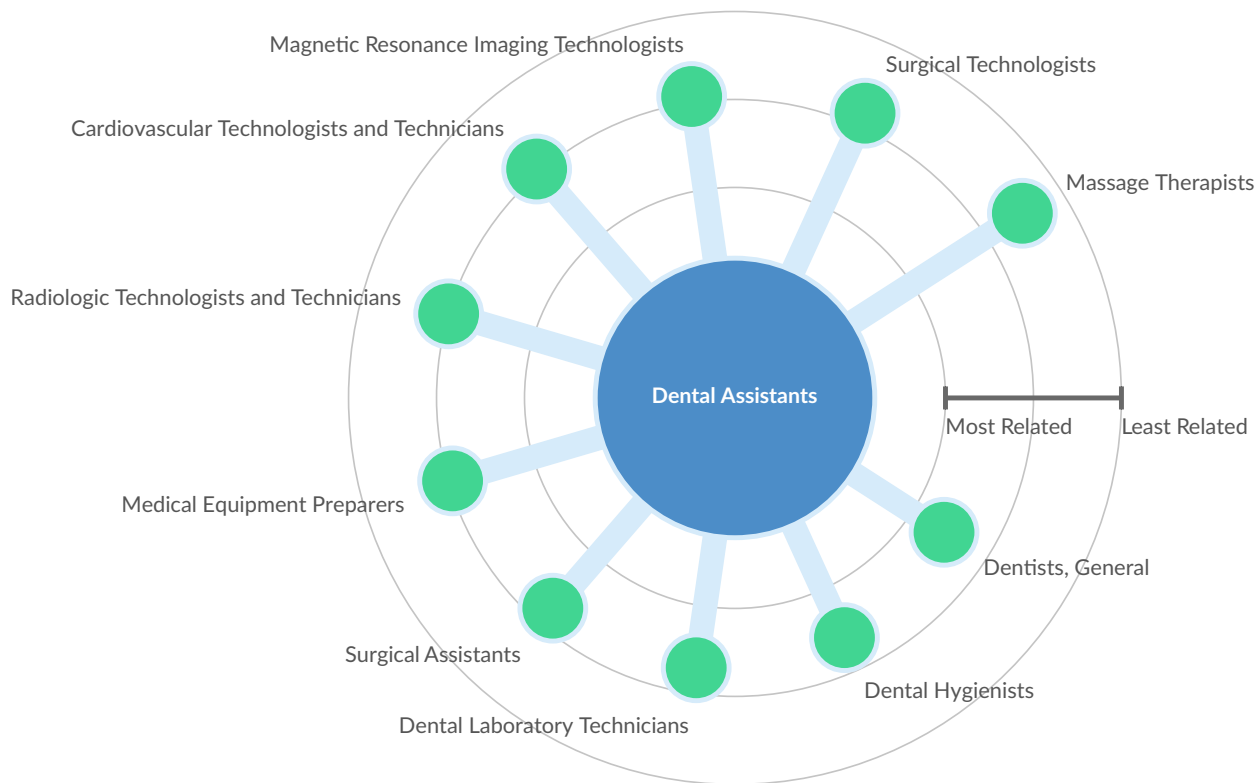 Magnetic Resonance Imaging Technologists
Surgical Technologists
Cardiovascular Technologists and Technicians
Massage Therapists
Radiologic Technologists and Technicians
Dental Assistants
Most Related
Least Related
Medical Equipment Preparers
Dentists, General
Surgical Assistants
Dental Hygienists
Dental Laboratory Technicians